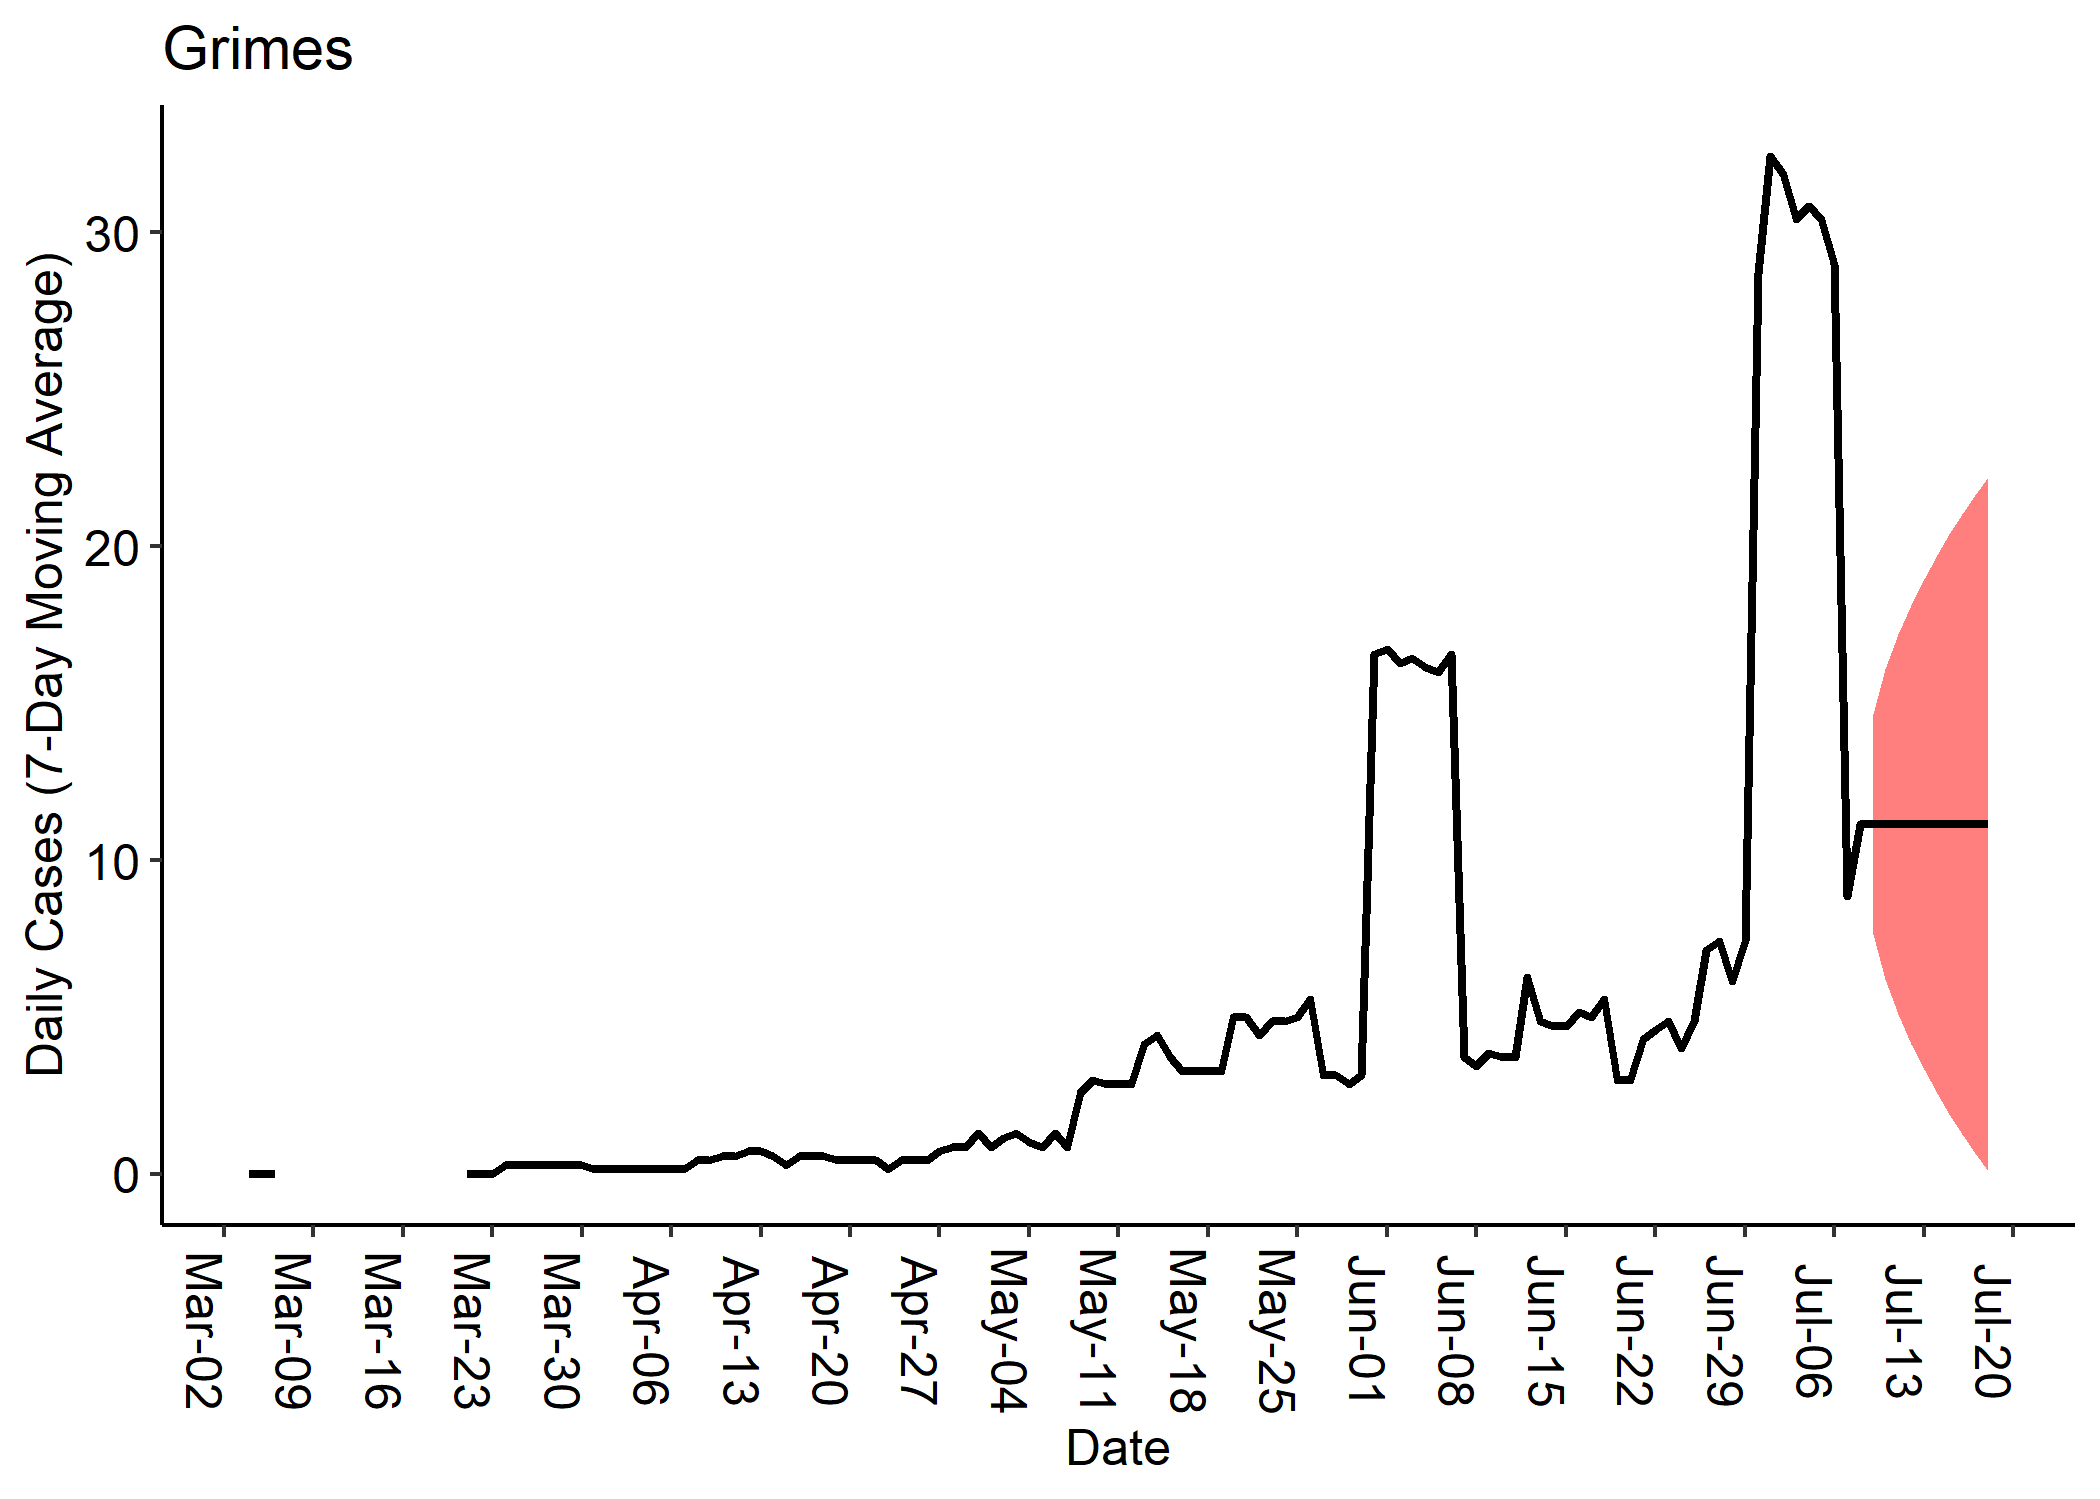 Grimes
Daily Cases (7-Day Moving Average)
30
20
10
0
Mar-02
Mar-09
Mar-16
Mar-23
Mar-30
Apr-06
Apr-13
Apr-20
Apr-27
May-04
May-11
May-18
May-25
Jun-01
Jun-08
Jun-15
Jun-22
Jun-29
Jul-06
Jul-13
Jul-20
Date